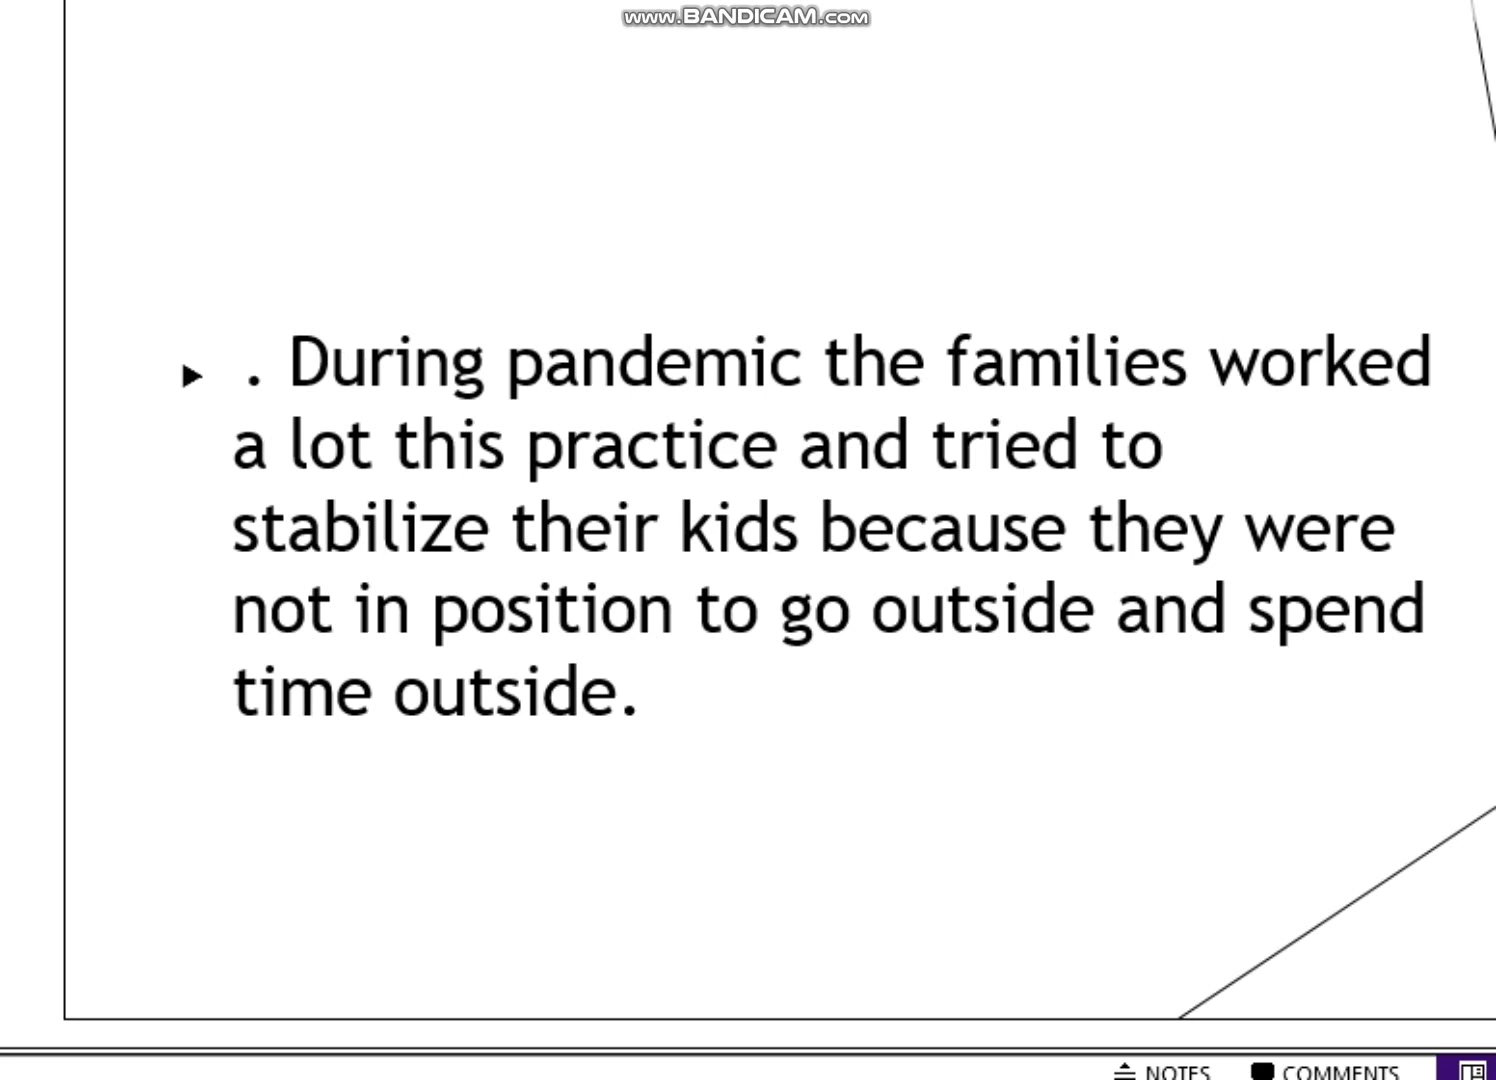 www.BANDICAM.com
. During pandemic the families worked
a lot this practice and tried to
stabilize their kids because they were
not in position to go outside and spend
time outside.
NOTES COMMENTS